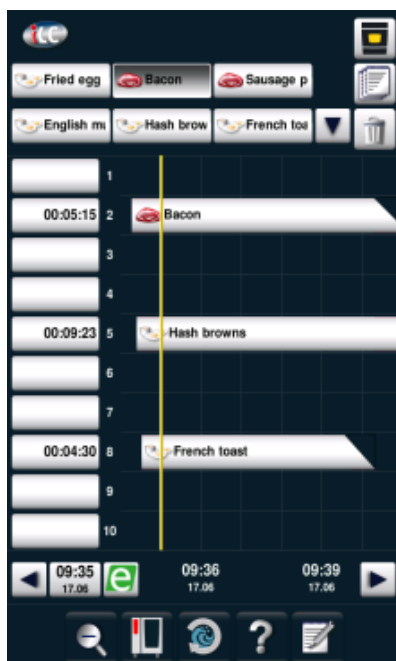 iLC
Fried egg Bacon Sausage p
English mu Hash brow French toa
1
00:05:15 2 Bacon
3
4
00:09:23 5 Hash browns
6
7
00:04:30 8 French toast
9
10
09:35 e 09:36 09:39
17.06 17.06 17.06
?